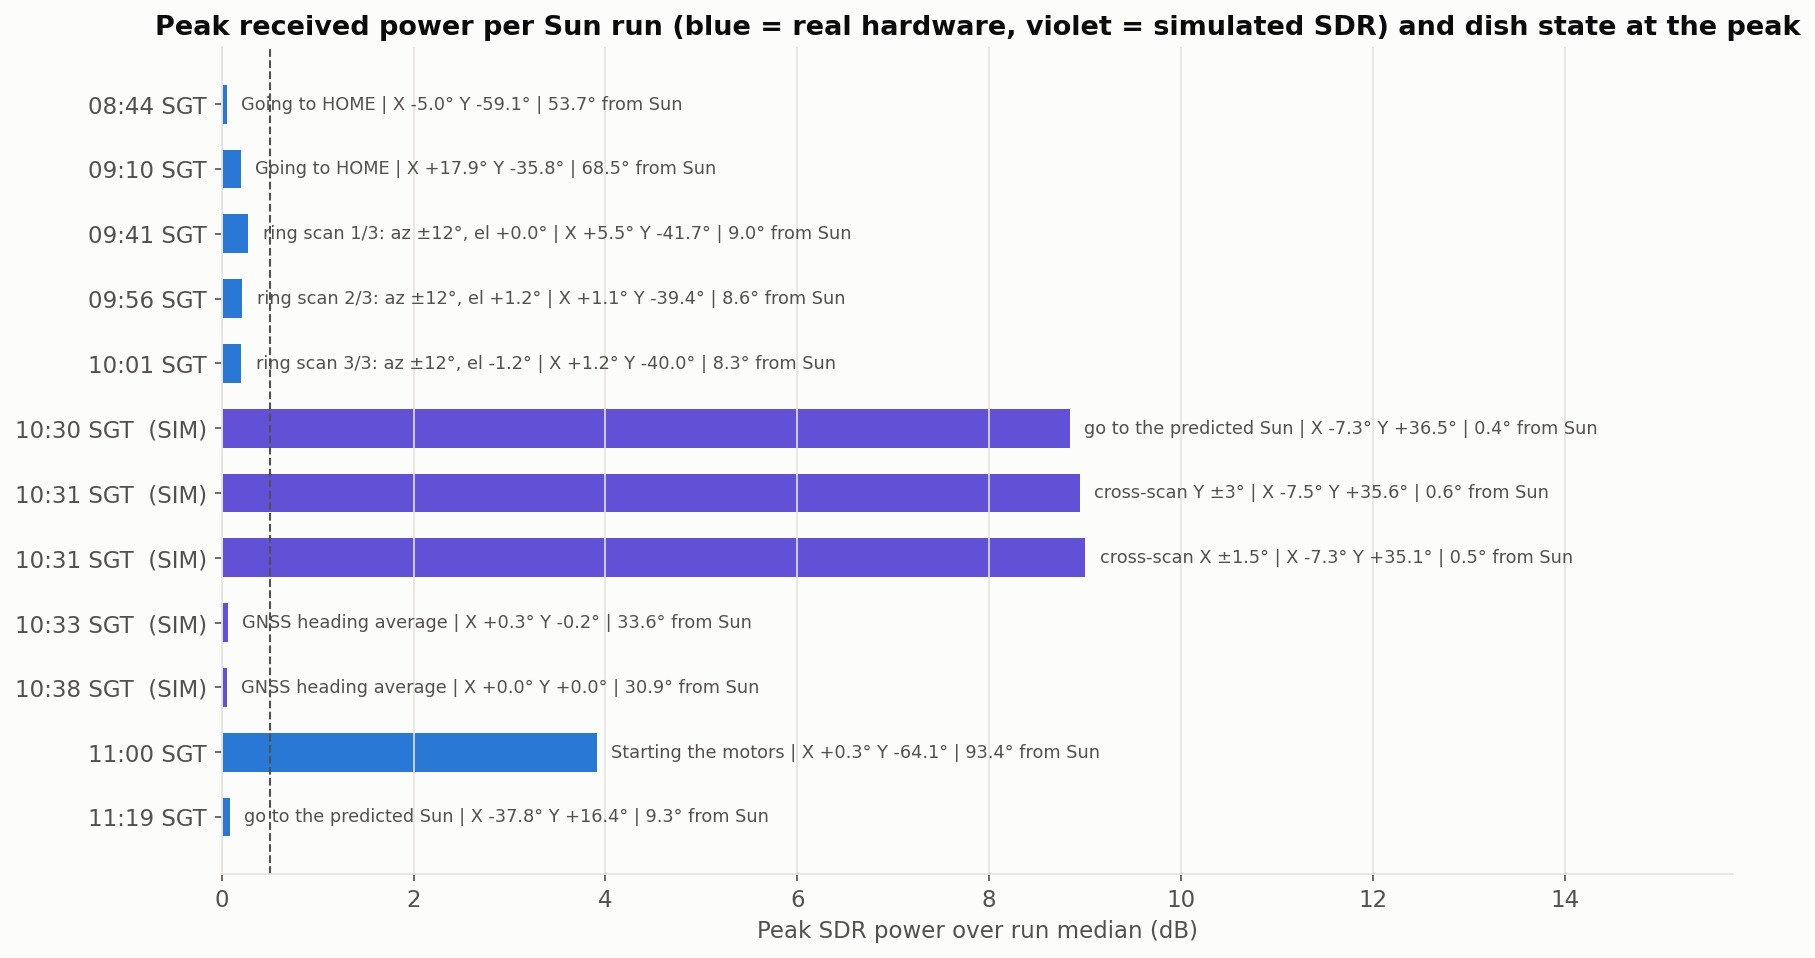 Peak received power per Sun run (blue = real hardware, violet = simulated SDR) and dish state at the peak
08:44 SGT Going to HOME | X -5.0° Y -59.1° | 53.7° from Sun
09:10 SGT Going to HOME | X +17.9° Y -35.8° | 68.5° from Sun
09:41 SGT ring scan 1/3: az ±12°, el +0.0° | X +5.5° Y -41.7° | 9.0° from Sun
09:56 SGT ring scan 2/3: az ±12°, el +1.2° | X +1.1° Y -39.4° | 8.6° from Sun
10:01 SGT ring scan 3/3: az ±12°, el -1.2° | X +1.2° Y -40.0° | 8.3° from Sun
10:30 SGT (SIM) go to the predicted Sun | X -7.3° Y +36.5° | 0.4° from Sun
10:31 SGT (SIM) cross-scan Y ±3° | X -7.5° Y +35.6° | 0.6° from Sun
10:31 SGT (SIM) cross-scan X ±1.5° | X -7.3° Y +35.1° | 0.5° from Sun
10:33 SGT (SIM) GNSS heading average | X +0.3° Y -0.2° | 33.6° from Sun
10:38 SGT (SIM) GNSS heading average | X +0.0° Y +0.0° | 30.9° from Sun
11:00 SGT Starting the motors | X +0.3° Y -64.1° | 93.4° from Sun
11:19 SGT go to the predicted Sun | X -37.8° Y +16.4° | 9.3° from Sun
0 2 4 6 8 10 12 14
Peak SDR power over run median (dB)